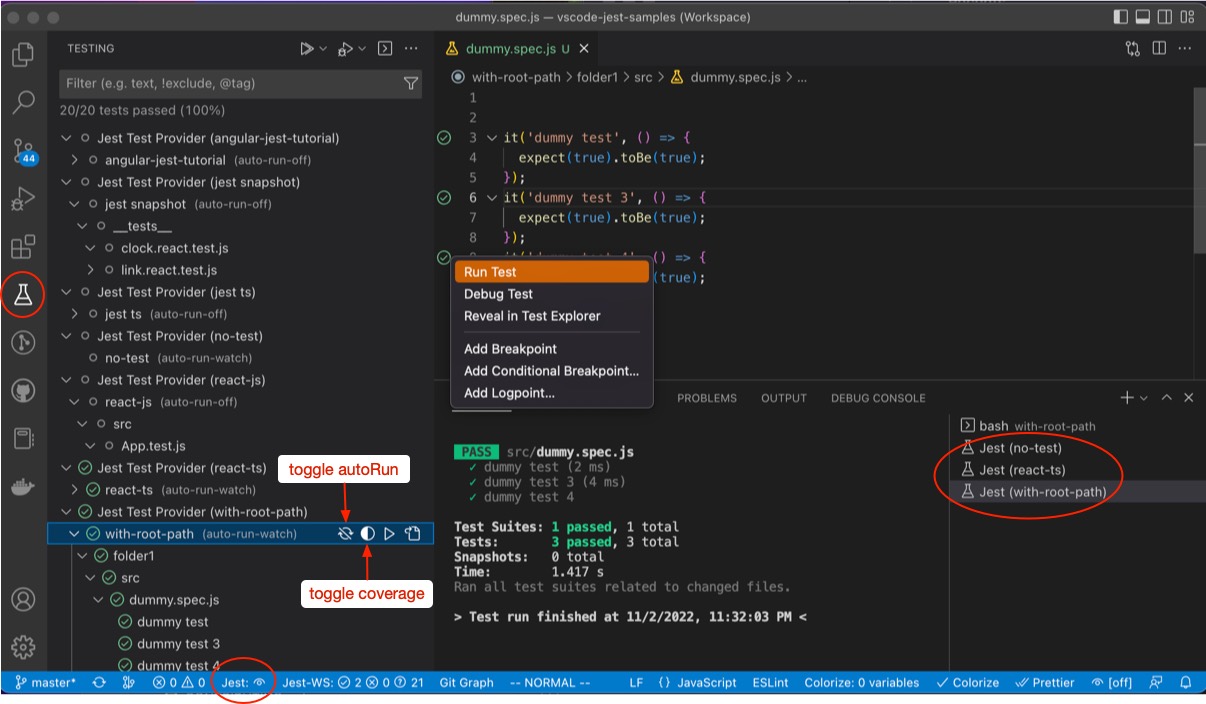 dummy.spec.js — vscode-jest-samples (Workspace)
TESTING
Filter (e.g. text, !exclude, @tag)
20/20 tests passed (100%)
Jest Test Provider (angular-jest-tutorial)
angular-jest-tutorial (auto-run-off)
Jest Test Provider (jest snapshot)
jest snapshot (auto-run-off)
__tests__
clock.react.test.js
link.react.test.js
Jest Test Provider (jest ts)
jest ts (auto-run-off)
Jest Test Provider (no-test)
no-test (auto-run-watch)
Jest Test Provider (react-js)
react-js (auto-run-off)
src
App.test.js
Jest Test Provider (react-ts)
react-ts (auto-run-watch)
Jest Test Provider (with-root-path)
with-root-path (auto-run-watch)
folder1
src
dummy.spec.js
dummy test
dummy test 3
dummy test 4
44
toggle autoRun
toggle coverage
dummy.spec.js U
with-root-path > folder1 > src > dummy.spec.js > ...
1
2
3 it('dummy test', () => {
4 expect(true).toBe(true);
5 });
6 it('dummy test 3', () => {
7 expect(true).toBe(true);
8 });
() => {
(true);
Run Test
Debug Test
Reveal in Test Explorer
Add Breakpoint
Add Conditional Breakpoint...
Add Logpoint...
PROBLEMS OUTPUT DEBUG CONSOLE
PASS src/dummy.spec.js
✓ dummy test (2 ms)
✓ dummy test 3 (4 ms)
✓ dummy test 4
Test Suites: 1 passed, 1 total
Tests: 3 passed, 3 total
Snapshots: 0 total
Time: 1.417 s
Ran all test suites related to changed files.
> Test run finished at 11/2/2022, 11:32:03 PM <
bash with-root-path
Jest (no-test)
Jest (react-ts)
Jest (with-root-path)
master* 0 0 Jest: Jest-WS: 2 0 21 Git Graph -- NORMAL -- LF {} JavaScript ESLint Colorize: 0 variables Colorize Prettier [off]